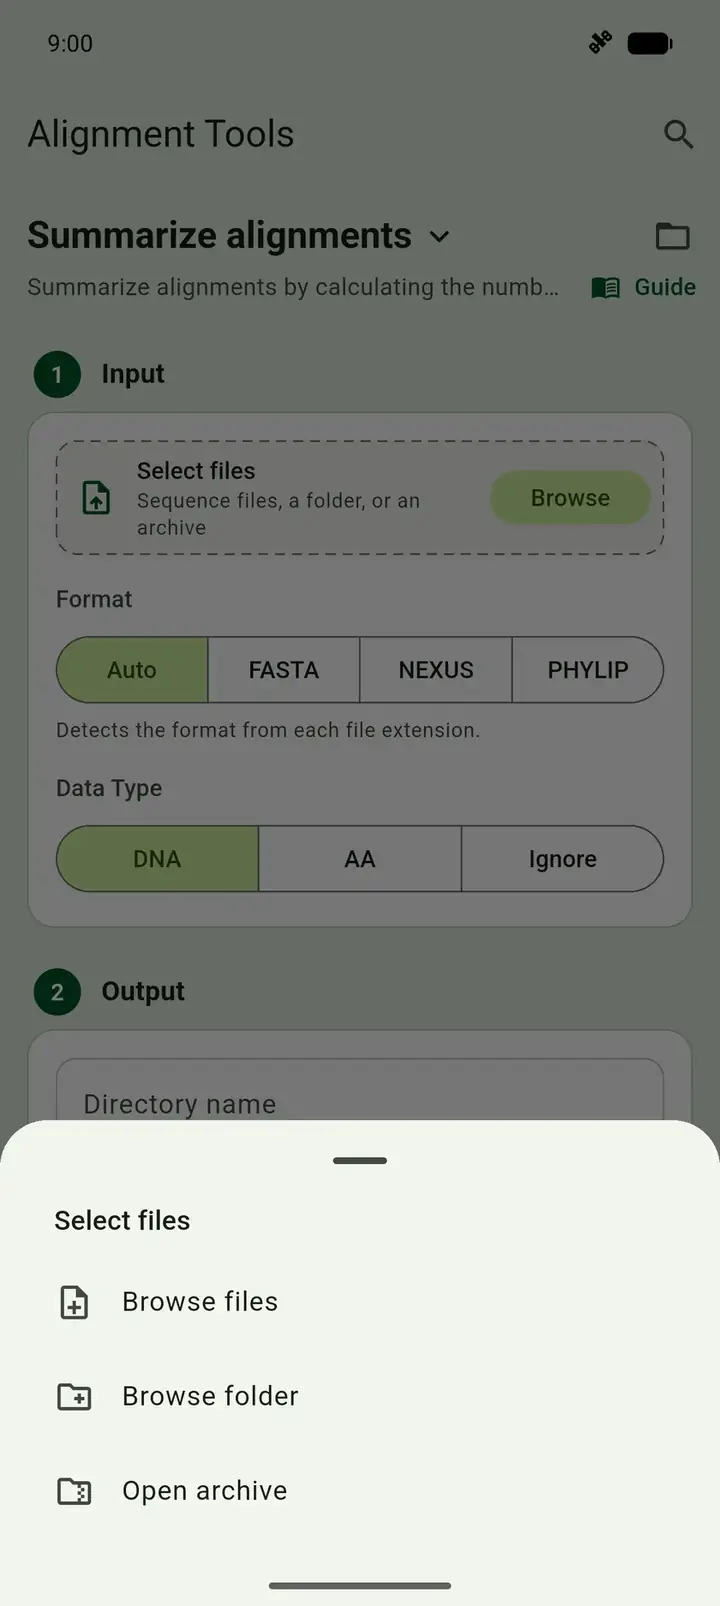 9:00
Alignment Tools
Summarize alignments
Summarize alignments by calculating the numb...
Guide
1 Input
Select files
Sequence files, a folder, or an
archive
Browse
Format
Auto FASTA NEXUS PHYLIP
Detects the format from each file extension.
Data Type
DNA AA Ignore
2 Output
Directory name
Select files
Browse files
Browse folder
Open archive